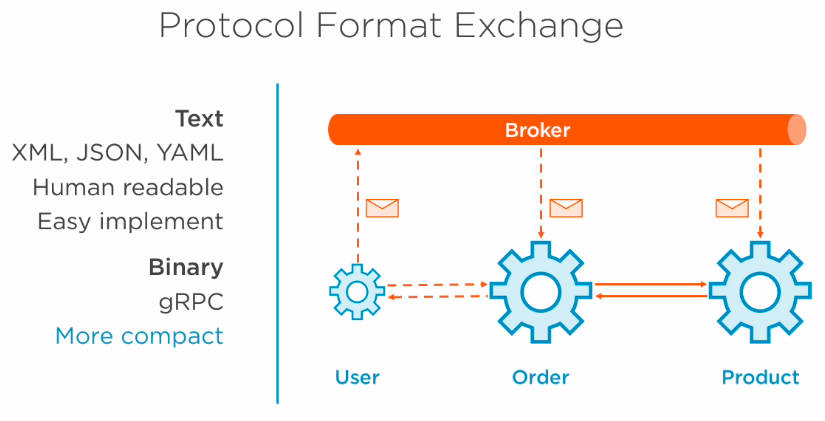 Protocol Format Exchange
Text
XML, JSON, YAML
Human readable
Easy implement
Binary
gRPC
More compact
Broker
User
Order
Product